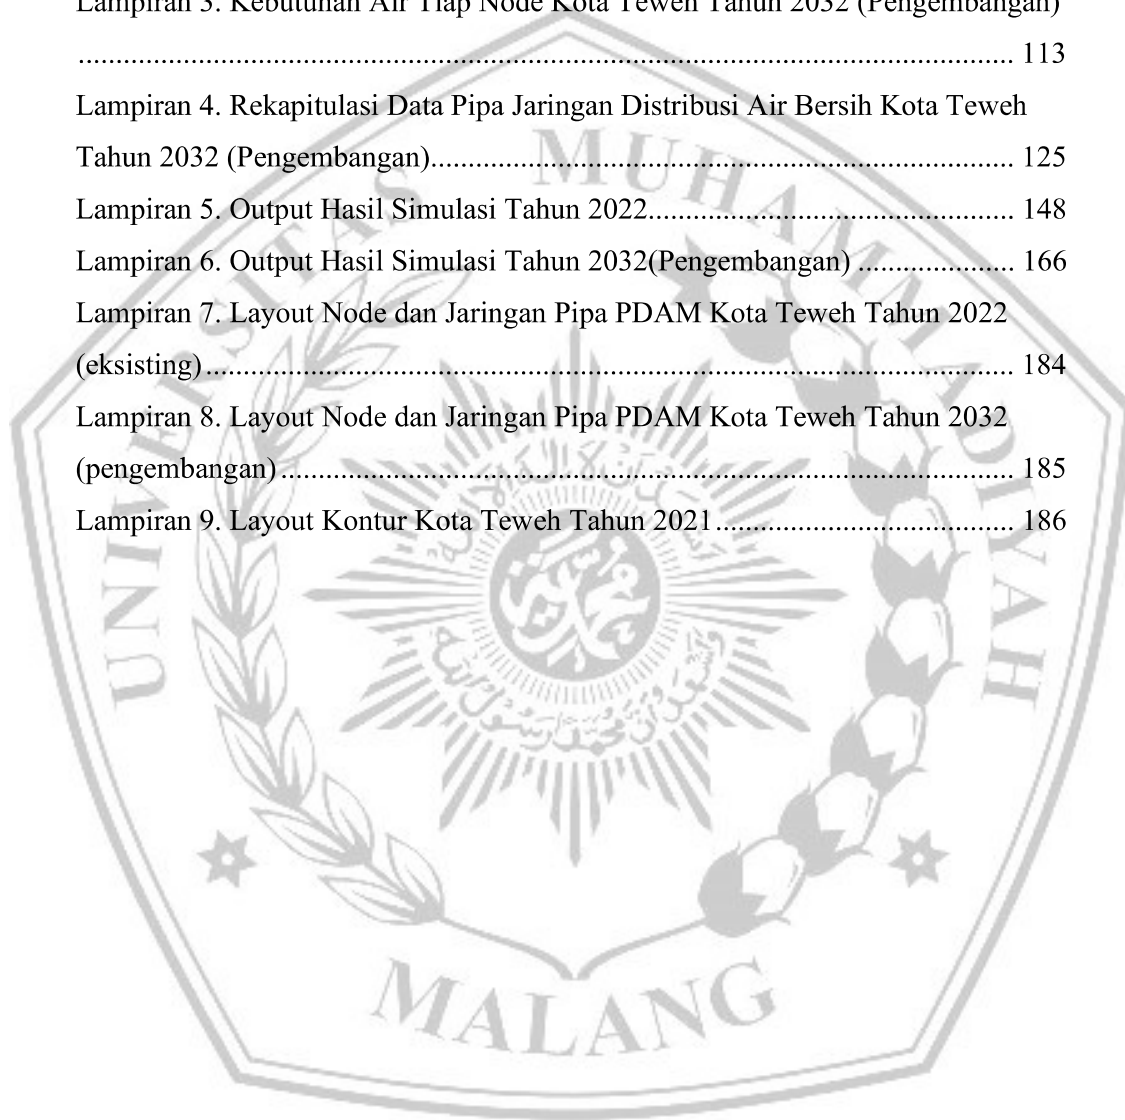 Lampiran 3. Kebutuhan Air Tiap Node Kota Teweh Tahun 2032 (Pengembangan)
............................................................................................................................. 113
Lampiran 4. Rekapitulasi Data Pipa Jaringan Distribusi Air Bersih Kota Teweh
Tahun 2032 (Pengembangan).............................................................................. 125
Lampiran 5. Output Hasil Simulasi Tahun 2022................................................. 148
Lampiran 6. Output Hasil Simulasi Tahun 2032(Pengembangan) ..................... 166
Lampiran 7. Layout Node dan Jaringan Pipa PDAM Kota Teweh Tahun 2022
(eksisting)............................................................................................................ 184
Lampiran 8. Layout Node dan Jaringan Pipa PDAM Kota Teweh Tahun 2032
(pengembangan).................................................................................................. 185
Lampiran 9. Layout Kontur Kota Teweh Tahun 2021........................................ 186
UNIVERSITAS MUHAMMADIYAH
MALANG